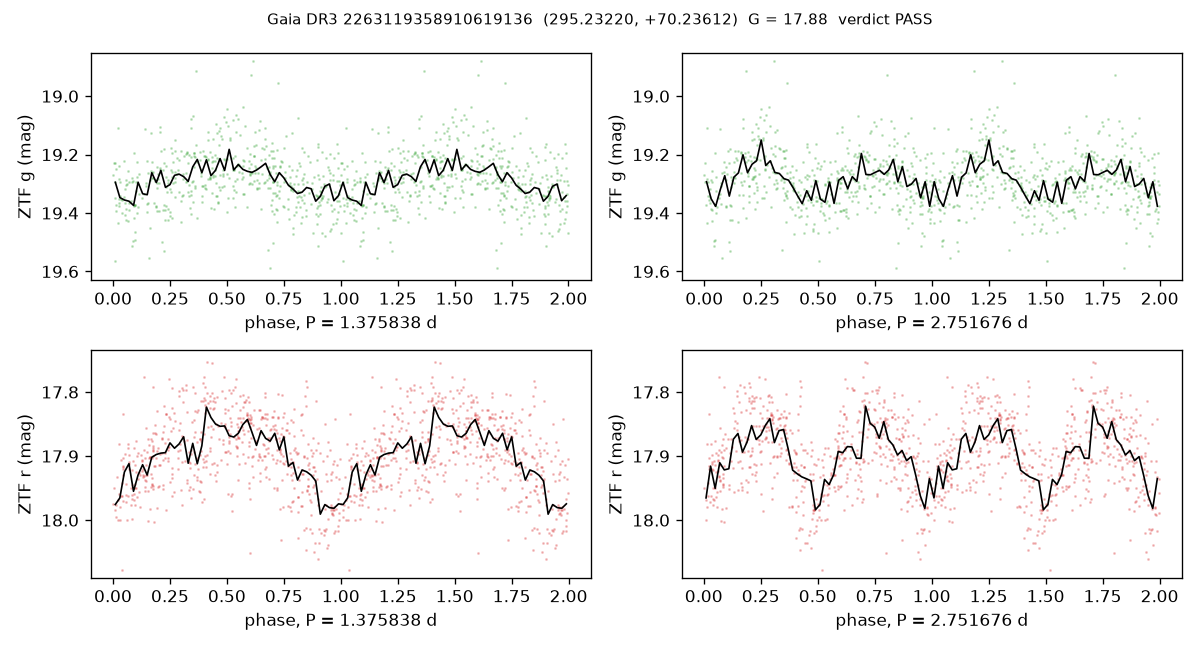 Gaia DR3 2263119358910619136  (295.23220, +70.23612)  G = 17.88  verdict PASS
ZTF g (mag)
19.0
19.2
19.4
19.6
0.00 0.25 0.50 0.75 1.00 1.25 1.50 1.75 2.00
phase, P = 1.375838 d
ZTF g (mag)
19.0
19.2
19.4
19.6
0.00 0.25 0.50 0.75 1.00 1.25 1.50 1.75 2.00
phase, P = 2.751676 d
ZTF r (mag)
17.8
17.9
18.0
0.00 0.25 0.50 0.75 1.00 1.25 1.50 1.75 2.00
phase, P = 1.375838 d
ZTF r (mag)
17.8
17.9
18.0
0.00 0.25 0.50 0.75 1.00 1.25 1.50 1.75 2.00
phase, P = 2.751676 d